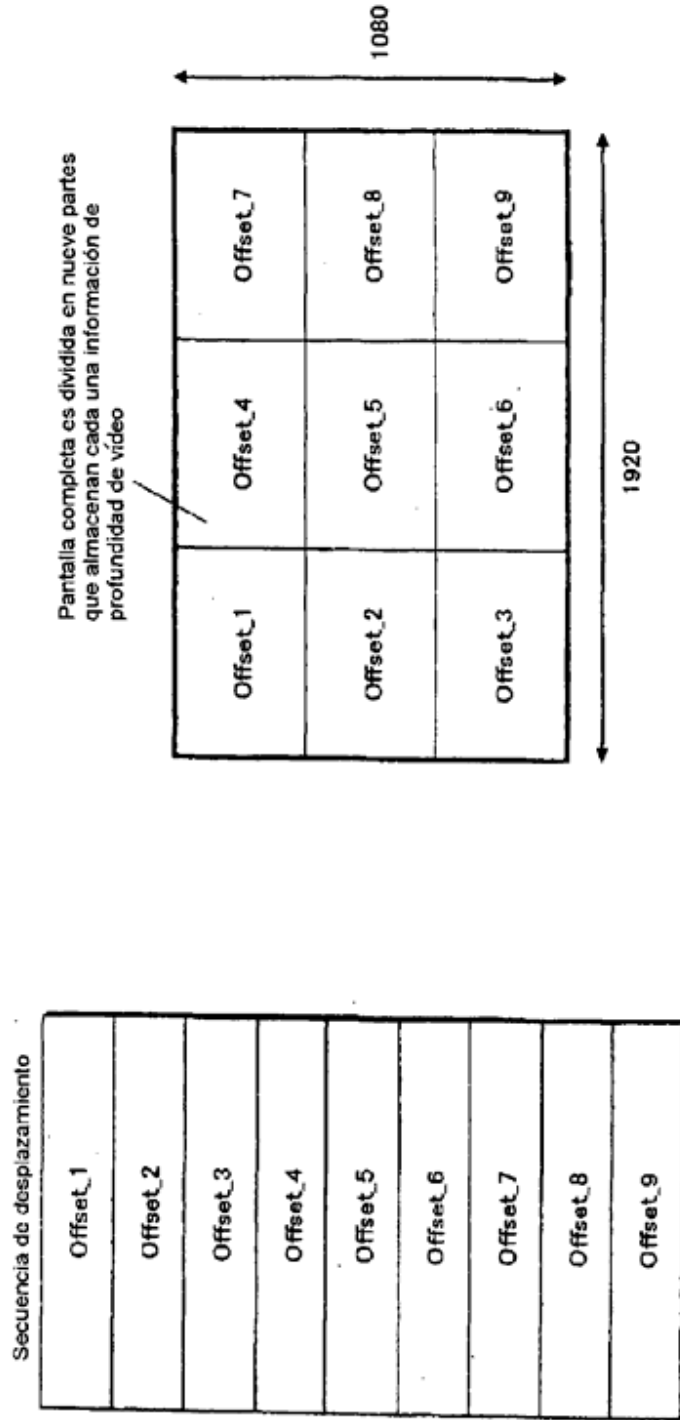 Secuencia de desplazamiento
Offset_1
Offset_2
Offset_3
Offset_4
Offset_5
Offset_6
Offset_7
Offset_8
Offset_9
Pantalla completa es dividida en nueve partes
que almacenan cada una información de
profundidad de vídeo
Offset_1 Offset_4 Offset_7
Offset_2 Offset_5 Offset_8
Offset_3 Offset_6 Offset_9
1080
1920